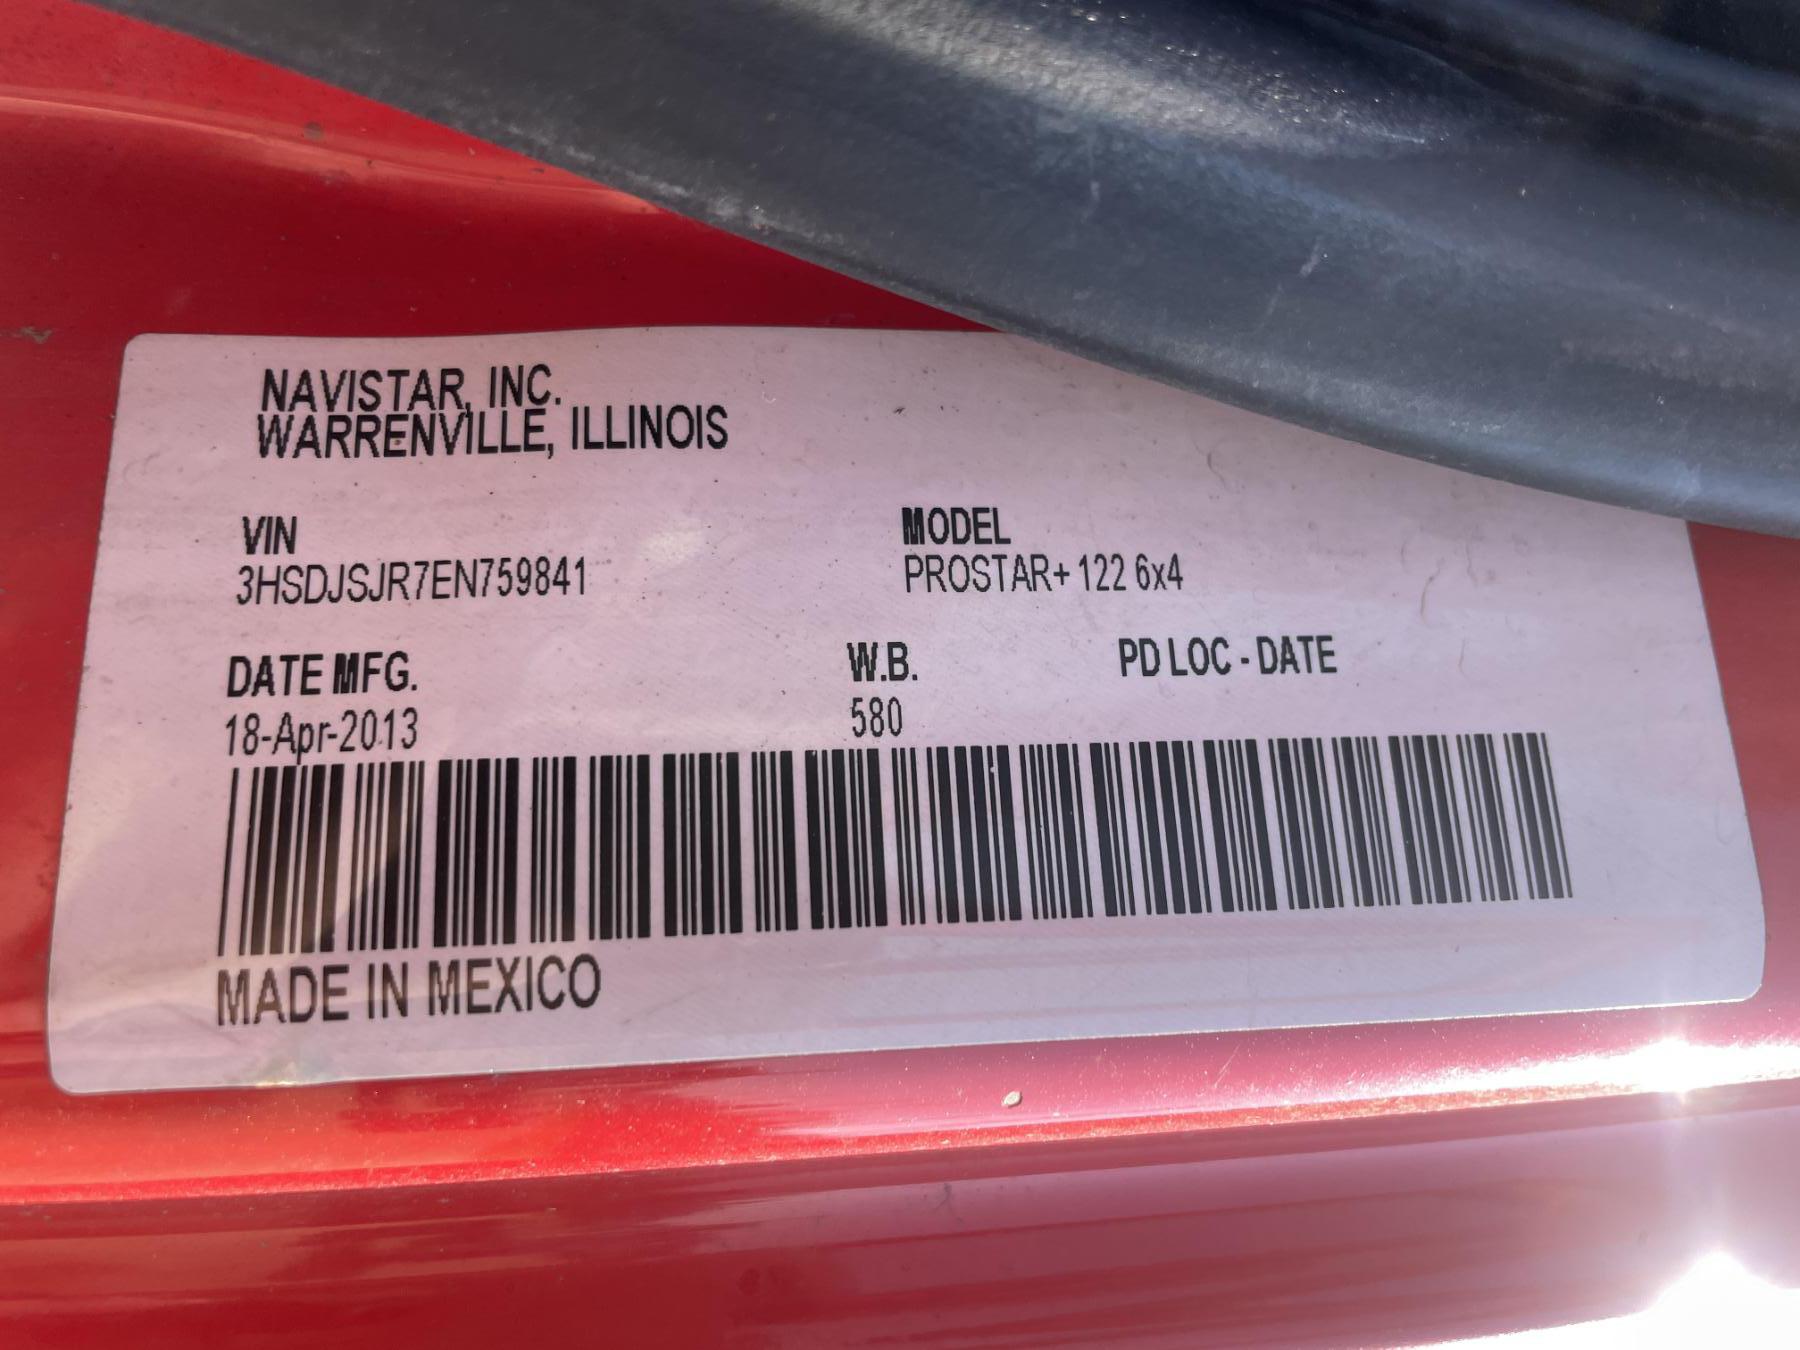 NAVISTAR, INC.
WARRENVILLE, ILLINOIS
VIN
3HSDJSJR7EN759841
MODEL
PROSTAR+ 122 6x4
DATE MFG.
18-Apr-2013
W.B.
580
PD LOC - DATE
MADE IN MEXICO